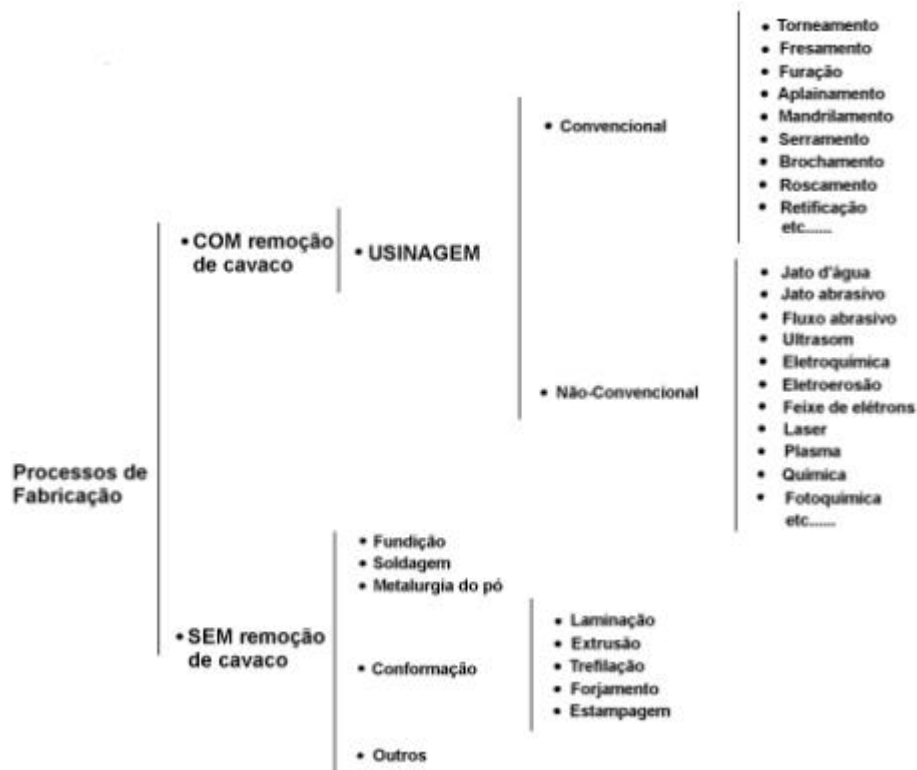 Processos de
Fabricação
• COM remoção
de cavaco
• USINAGEM
• Convencional
• Torneamento
• Fresamento
• Furação
• Aplainamento
• Mandrilamento
• Serramento
• Brochamento
• Roscamento
• Retificação
etc......
• Não-Convencional
• Jato d'água
• Jato abrasivo
• Fluxo abrasivo
• Ultrasom
• Eletroquímica
• Eletroerosão
• Feixe de elétrons
• Laser
• Plasma
• Química
• Fotoquímica
etc......
• SEM remoção
de cavaco
• Fundição
• Soldagem
• Metalurgia do pó
• Conformação
• Laminação
• Extrusão
• Trefilação
• Forjamento
• Estampagem
• Outros